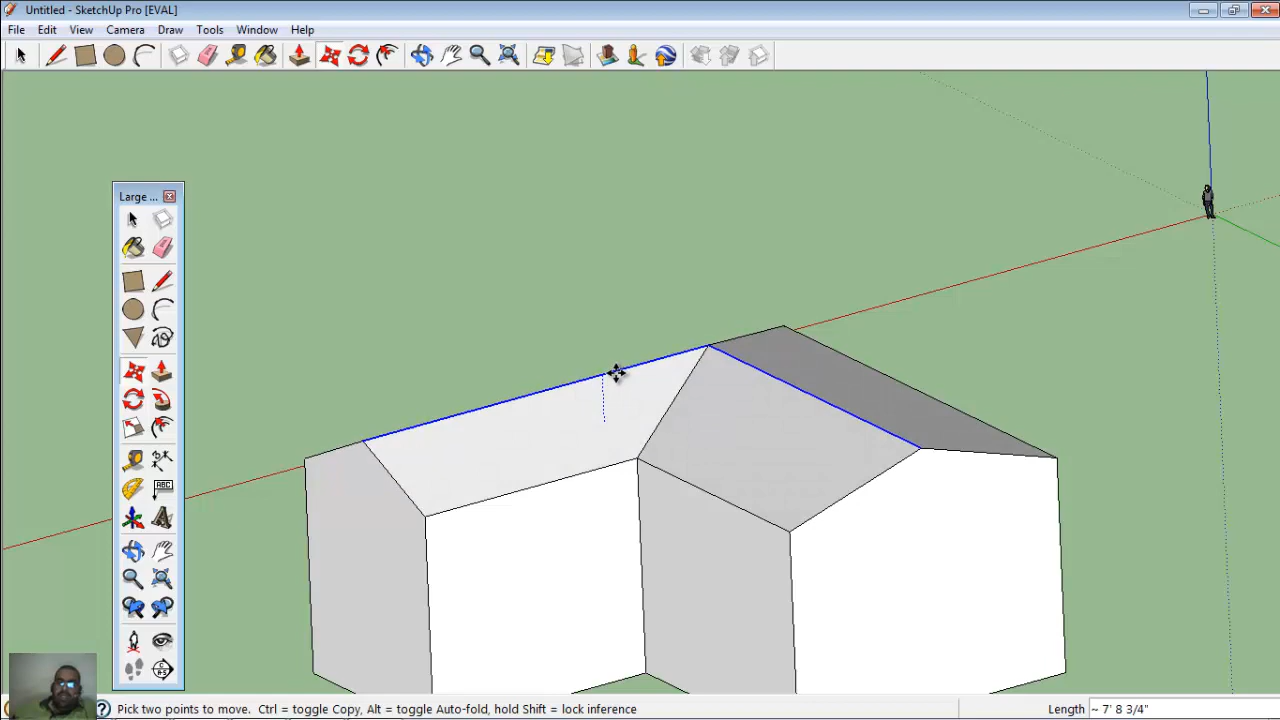 Untitled - SketchUp Pro [EVAL]
File Edit View Camera Draw Tools Window Help
Large ...
ABC
Pick two points to move. Ctrl = toggle Copy, Alt = toggle Auto-fold, hold Shift = lock inference
Length ~ 7' 8 3/4"